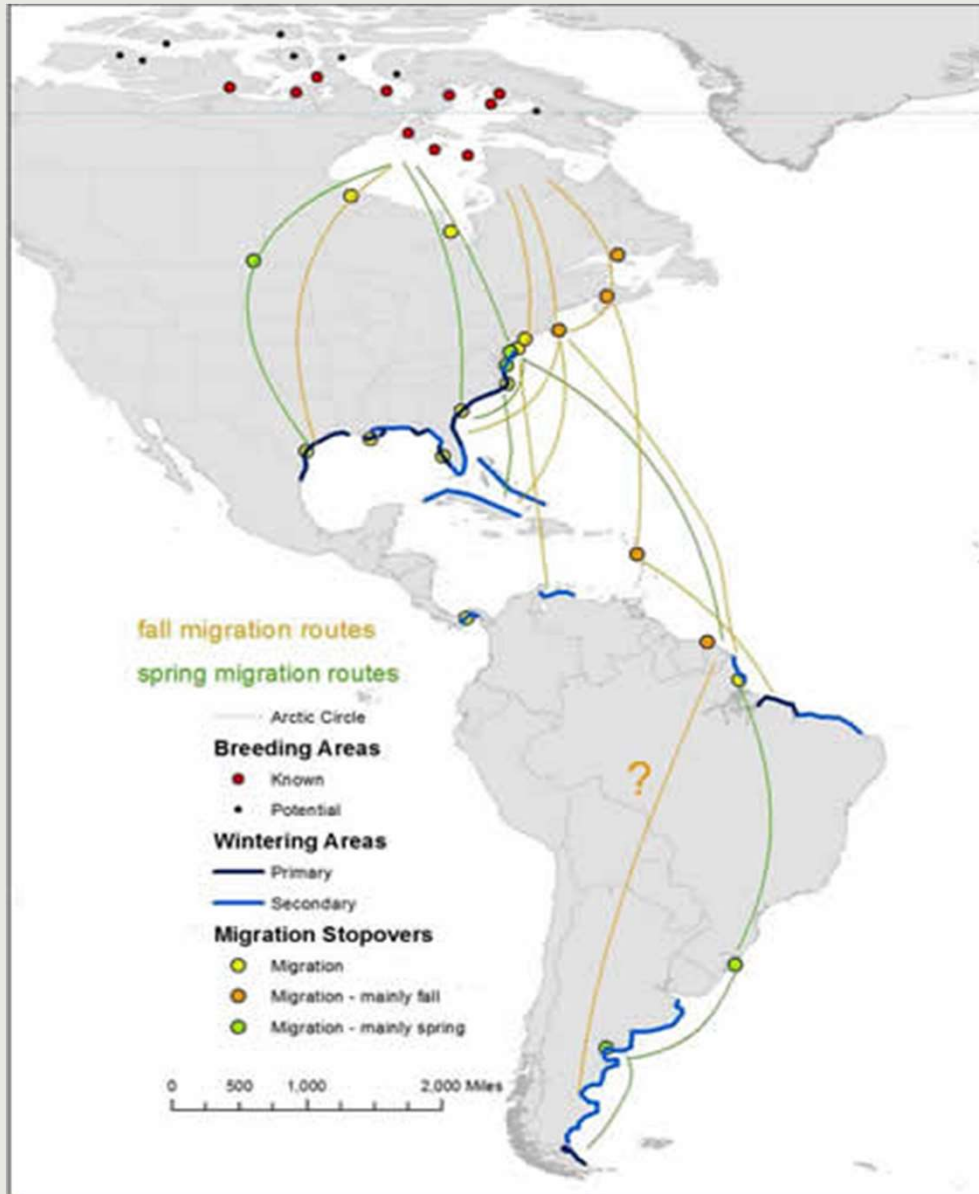 ?
fall migration routes
spring migration routes
Arctic Circle
Breeding Areas
Known
Potential
Wintering Areas
Primary
Secondary
Migration Stopovers
Migration
Migration - mainly fall
Migration - mainly spring
0 500 1,000 2,000 Miles